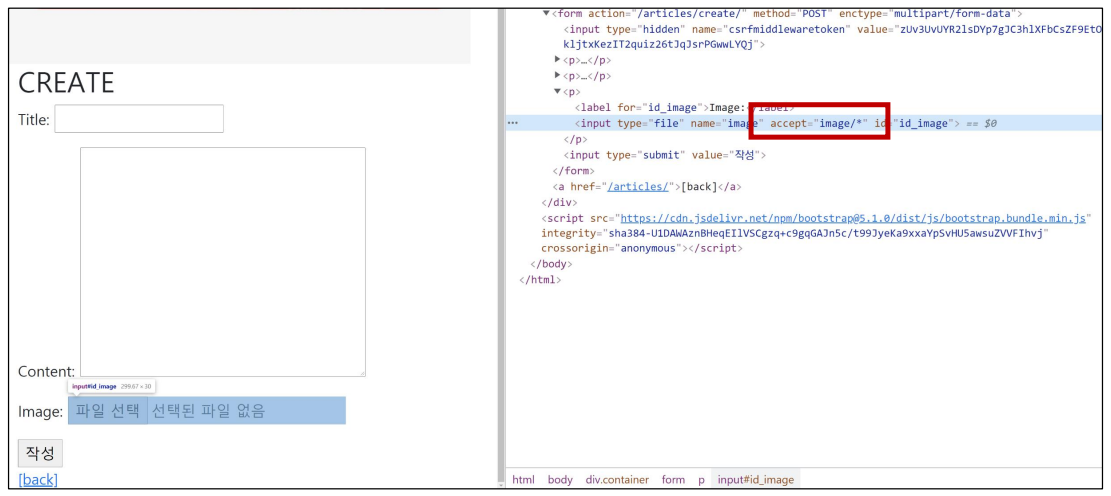 CREATE
Title:
Content:
input#id_image 299.67 × 30
Image: 파일 선택 선택된 파일 없음
작성
[back]
▼<form action="/articles/create/" method="POST" enctype="multipart/form-data">
<input type="hidden" name="csrfmiddlewaretoken" value="zUv3UvUYR2lsDYp7gJC3hlXFbCsZF9EtO
kljtxKezIT2quiz26tJqJsrPGwwLYQj">
▶<p>…</p>
▶<p>…</p>
▼<p>
<label for="id_image">Image:</label>
… <input type="file" name="image" accept="image/*" id="id_image"> == $0
</p>
<input type="submit" value="작성">
</form>
<a href="/articles/">[back]</a>
</div>
<script src="https://cdn.jsdelivr.net/npm/bootstrap@5.1.0/dist/js/bootstrap.bundle.min.js"
integrity="sha384-U1DAWAznBHeqEIlVSCgzq+c9gqGAJn5c/t99JyeKa9xxaYpSvHU5awsuZVVFIhvj"
crossorigin="anonymous"></script>
</body>
</html>
html body div.container form p input#id_image